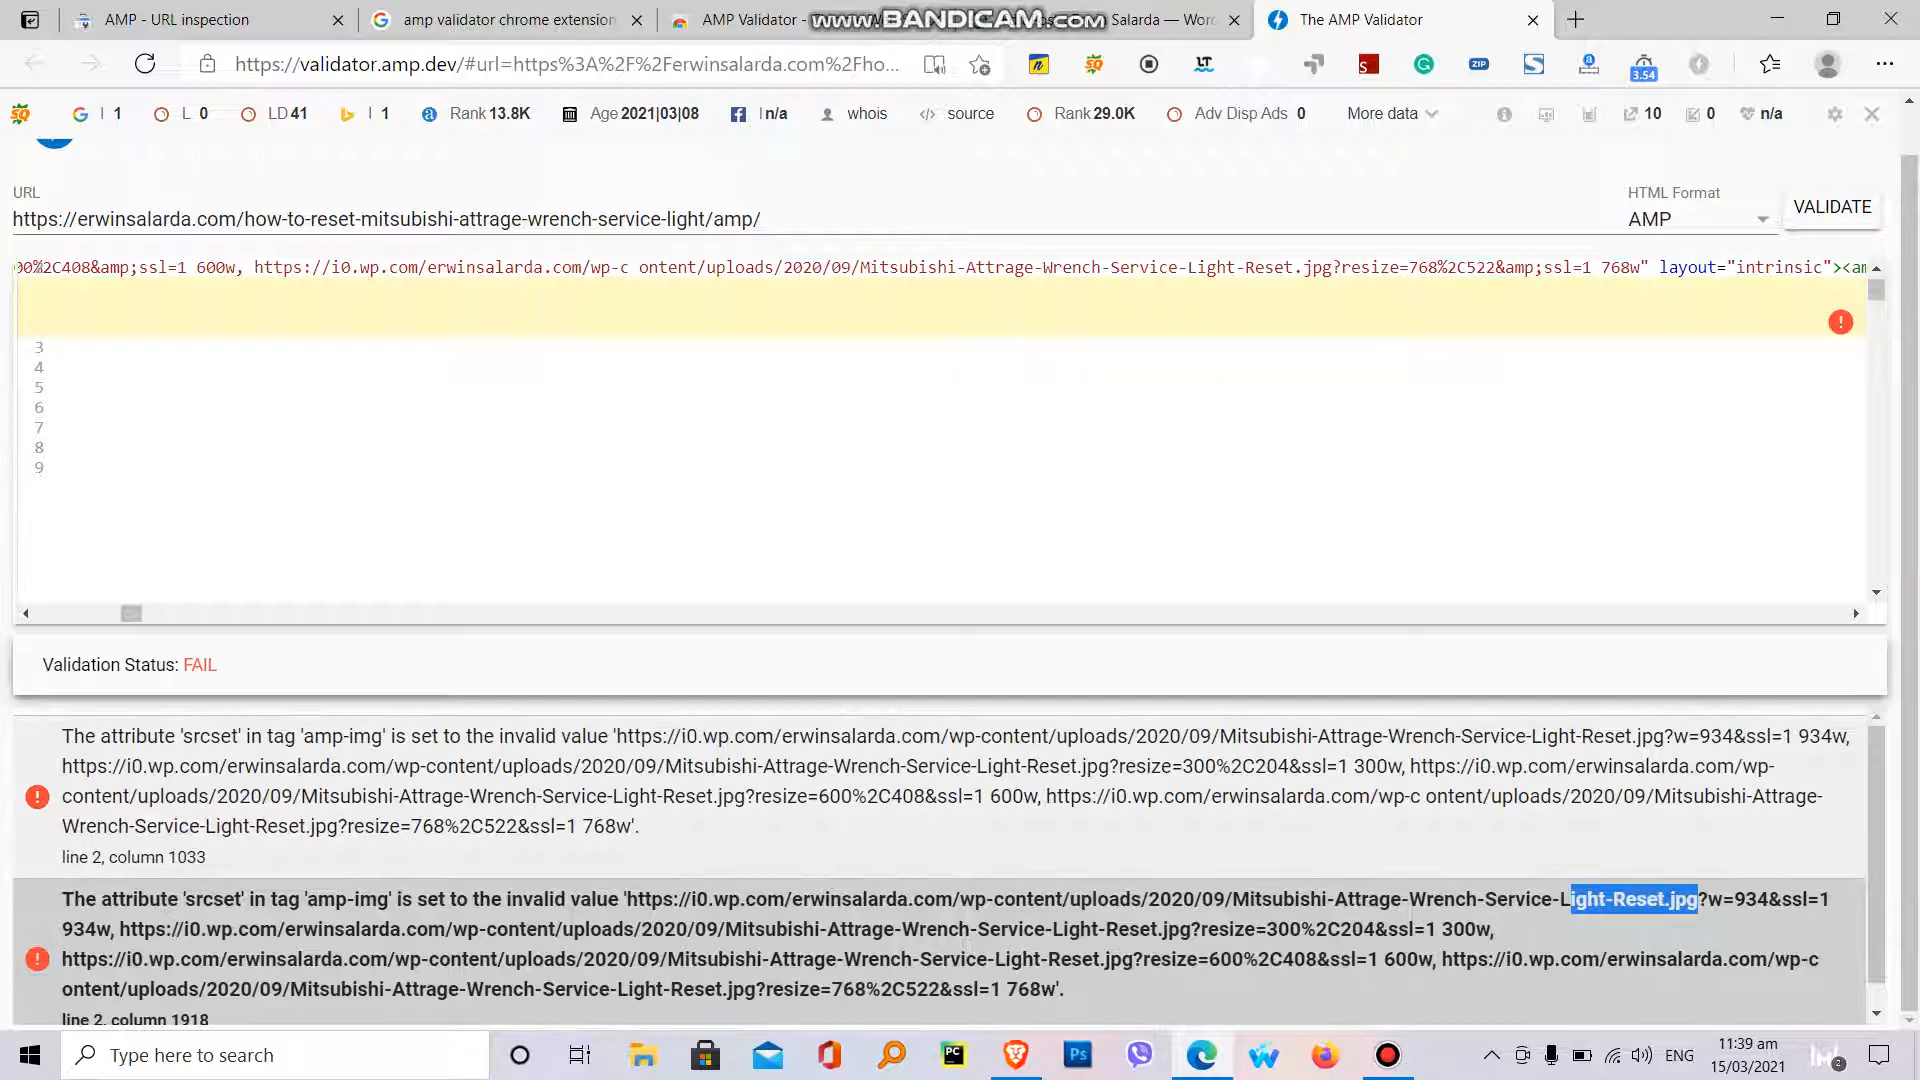 AMP - URL inspection
amp validator chrome extension
AMP Validator -
Salarda — Word
www.BANDICAM.com
The AMP Validator
https://validator.amp.dev/#url=https%3A%2F%2Ferwinsalarda.com%2Fho...
LT
S
ZIP
3.54
I 1
L 0
LD 41
I 1
Rank 13.8K
Age 2021|03|08
I n/a
whois
source
Rank 29.0K
Adv Disp Ads 0
More data
10
0
n/a
URL
https://erwinsalarda.com/how-to-reset-mitsubishi-attrage-wrench-service-light/amp/
HTML Format
AMP
VALIDATE
00%2C408&amp;ssl=1 600w, https://i0.wp.com/erwinsalarda.com/wp-c ontent/uploads/2020/09/Mitsubishi-Attrage-Wrench-Service-Light-Reset.jpg?resize=768%2C522&amp;ssl=1 768w" layout="intrinsic"><am
3
4
5
6
7
8
9
Validation Status: FAIL
The attribute 'srcset' in tag 'amp-img' is set to the invalid value 'https://i0.wp.com/erwinsalarda.com/wp-content/uploads/2020/09/Mitsubishi-Attrage-Wrench-Service-Light-Reset.jpg?w=934&ssl=1 934w,
https://i0.wp.com/erwinsalarda.com/wp-content/uploads/2020/09/Mitsubishi-Attrage-Wrench-Service-Light-Reset.jpg?resize=300%2C204&ssl=1 300w, https://i0.wp.com/erwinsalarda.com/wp-
content/uploads/2020/09/Mitsubishi-Attrage-Wrench-Service-Light-Reset.jpg?resize=600%2C408&ssl=1 600w, https://i0.wp.com/erwinsalarda.com/wp-c ontent/uploads/2020/09/Mitsubishi-Attrage-
Wrench-Service-Light-Reset.jpg?resize=768%2C522&ssl=1 768w'.
line 2, column 1033
The attribute 'srcset' in tag 'amp-img' is set to the invalid value 'https://i0.wp.com/erwinsalarda.com/wp-content/uploads/2020/09/Mitsubishi-Attrage-Wrench-Service-Light-Reset.jpg?w=934&ssl=1
934w, https://i0.wp.com/erwinsalarda.com/wp-content/uploads/2020/09/Mitsubishi-Attrage-Wrench-Service-Light-Reset.jpg?resize=300%2C204&ssl=1 300w,
https://i0.wp.com/erwinsalarda.com/wp-content/uploads/2020/09/Mitsubishi-Attrage-Wrench-Service-Light-Reset.jpg?resize=600%2C408&ssl=1 600w, https://i0.wp.com/erwinsalarda.com/wp-c
ontent/uploads/2020/09/Mitsubishi-Attrage-Wrench-Service-Light-Reset.jpg?resize=768%2C522&ssl=1 768w'.
line 2, column 1918
Type here to search
PC
Ps
ENG
11:39 am
15/03/2021
2